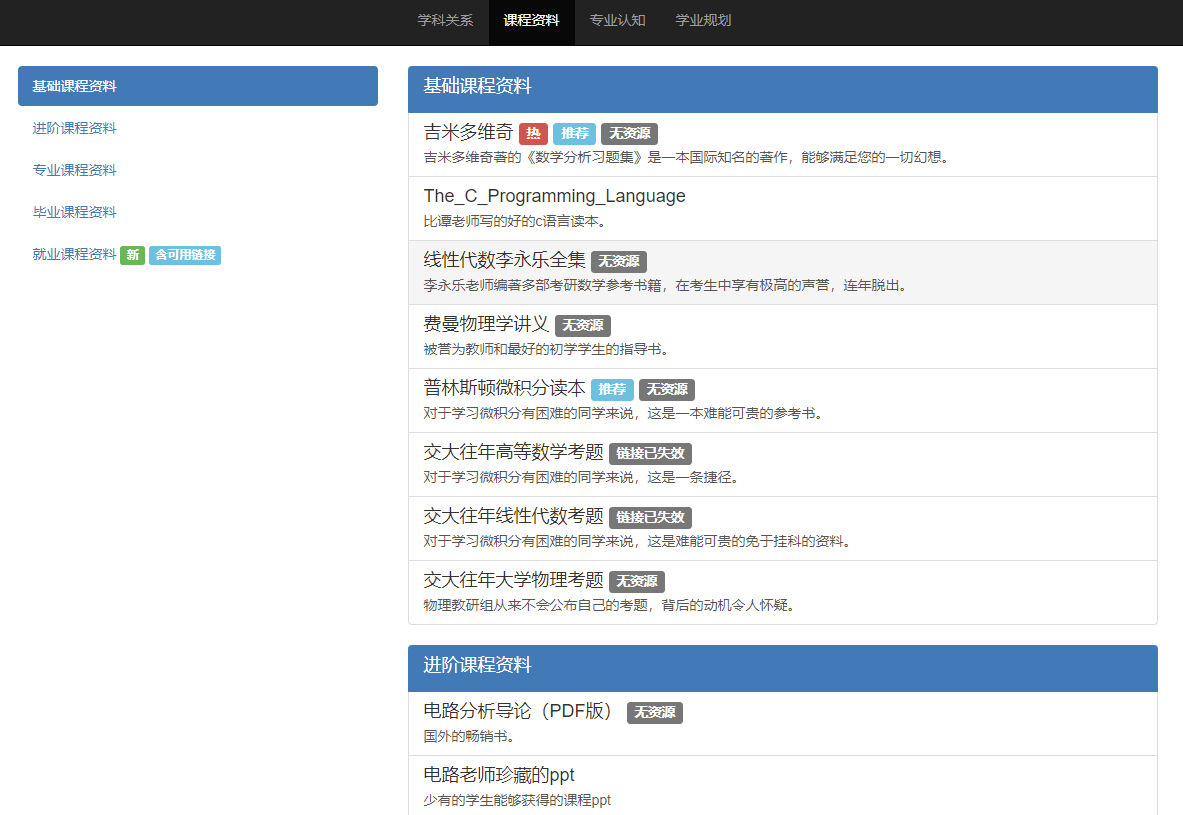 学科关系 课程资料 专业认知 学业规划
基础课程资料
进阶课程资料
专业课程资料
毕业课程资料
就业课程资料 新 含可用链接
基础课程资料
吉米多维奇 热 推荐 无资源
吉米多维奇著的《数学分析习题集》是一本国际知名的著作，能够满足您的一切幻想。
The_C_Programming_Language
比谭老师写的好的c语言读本。
线性代数李永乐全集 无资源
李永乐老师编著多部考研数学参考书籍，在考生中享有极高的声誉，连年脱出。
费曼物理学讲义 无资源
被誉为教师和最好的初学学生的指导书。
普林斯顿微积分读本 推荐 无资源
对于学习微积分有困难的同学来说，这是一本难能可贵的参考书。
交大往年高等数学考题 链接已失效
对于学习微积分有困难的同学来说，这是一条捷径。
交大往年线性代数考题 链接已失效
对于学习微积分有困难的同学来说，这是难能可贵的免于挂科的资料。
交大往年大学物理考题 无资源
物理教研组从来不会公布自己的考题，背后的动机令人怀疑。
进阶课程资料
电路分析导论（PDF版） 无资源
国外的畅销书。
电路老师珍藏的ppt
少有的学生能够获得的课程ppt